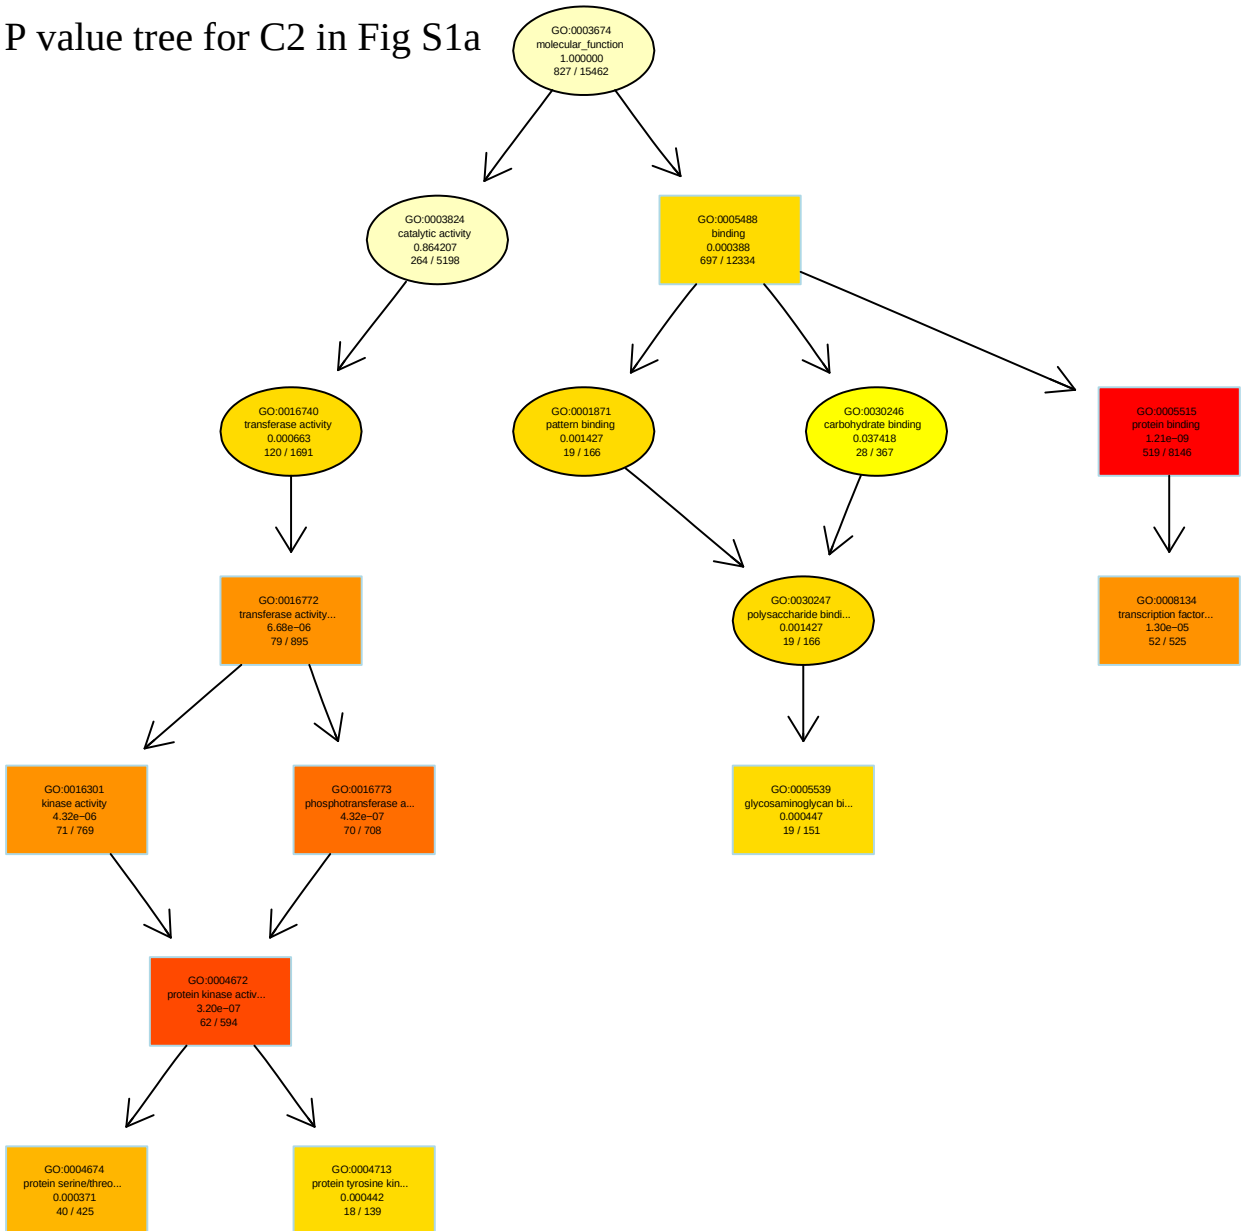 P value tree for C2 in Fig S1a
GO:0003674
molecular_function
1.000000
827 / 15462
GO:0003824
catalytic activity
0.864207
264 / 5198
GO:0005488
binding
0.000388
697 / 12334
GO:0016740
transferase activity
0.000663
120 / 1691
GO:0001871
pattern binding
0.001427
19 / 166
GO:0030246
carbohydrate binding
0.037418
28 / 367
GO:0005515
protein binding
1.21e−09
519 / 8146
GO:0016772
transferase activity...
6.68e−06
79 / 895
GO:0030247
polysaccharide bindi...
0.001427
19 / 166
GO:0008134
transcription factor...
1.30e−05
52 / 525
GO:0016301
kinase activity
4.32e−06
71 / 769
GO:0016773
phosphotransferase a...
4.32e−07
70 / 708
GO:0005539
glycosaminoglycan bi...
0.000447
19 / 151
GO:0004672
protein kinase activ...
3.20e−07
62 / 594
GO:0004674
protein serine/threo...
0.000371
40 / 425
GO:0004713
protein tyrosine kin...
0.000442
18 / 139